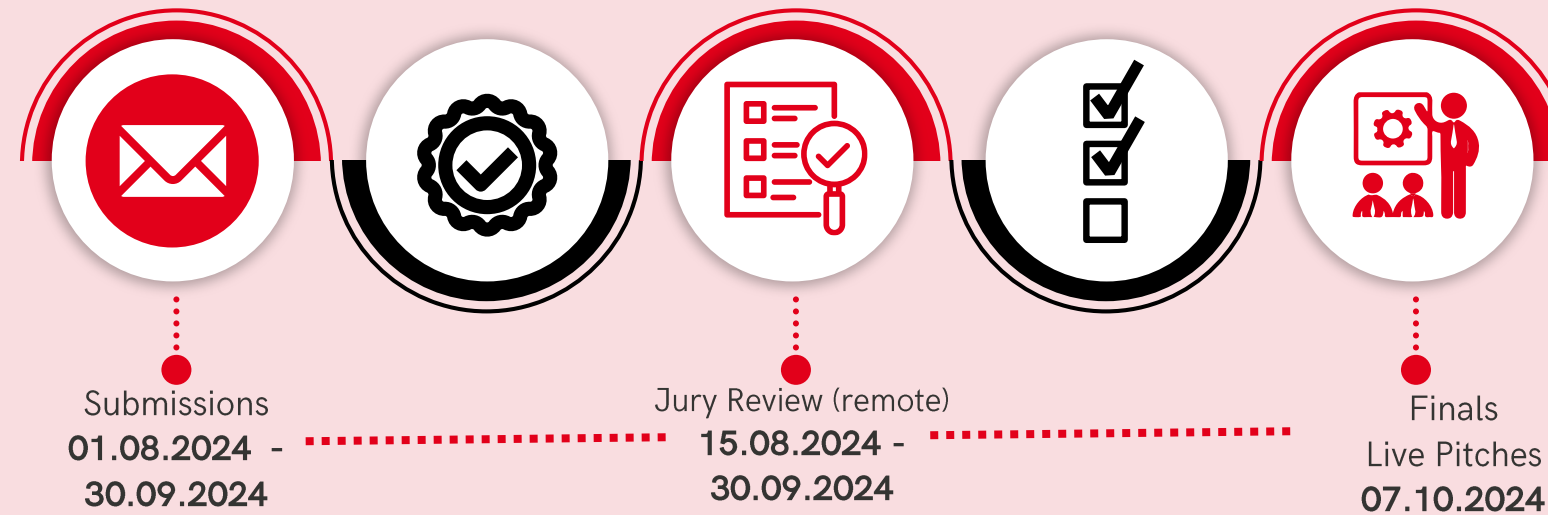 Submissions
01.08.2024 -
30.09.2024
Jury Review (remote)
15.08.2024 -
30.09.2024
Finals
Live Pitches
07.10.2024